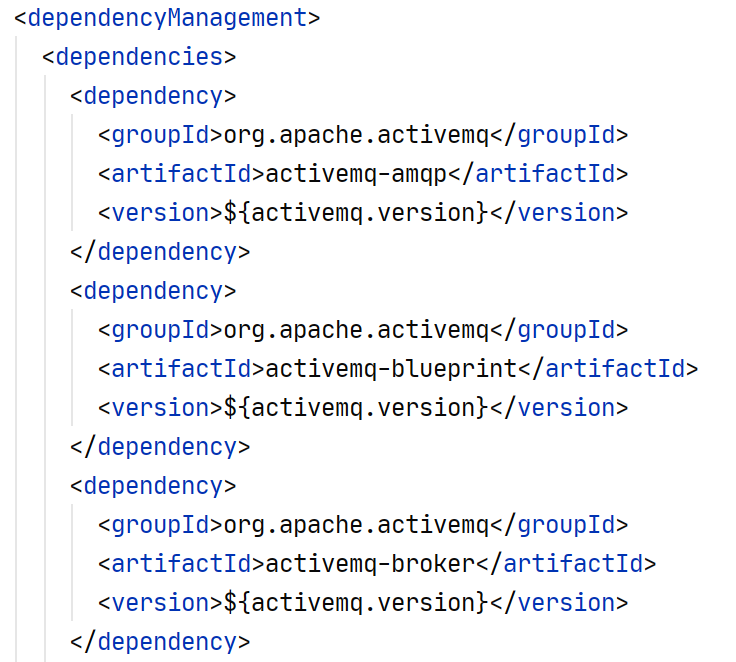 <dependencyManagement>
<dependencies>
<dependency>
<groupId>org.apache.activemq</groupId>
<artifactId>activemq-amqp</artifactId>
<version>${activemq.version}</version>
</dependency>
<dependency>
<groupId>org.apache.activemq</groupId>
<artifactId>activemq-blueprint</artifactId>
<version>${activemq.version}</version>
</dependency>
<dependency>
<groupId>org.apache.activemq</groupId>
<artifactId>activemq-broker</artifactId>
<version>${activemq.version}</version>
</dependency>